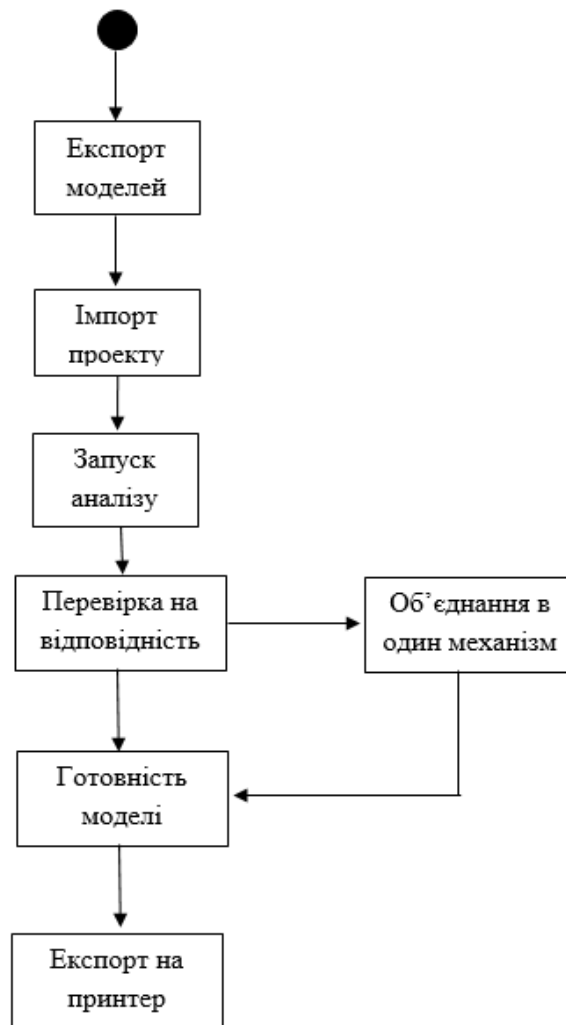 Експорт
моделей
Імпорт
проекту
Запуск
аналізу
Перевірка на
відповідність
Об’єднання в
один механізм
Готовність
моделі
Експорт на
принтер